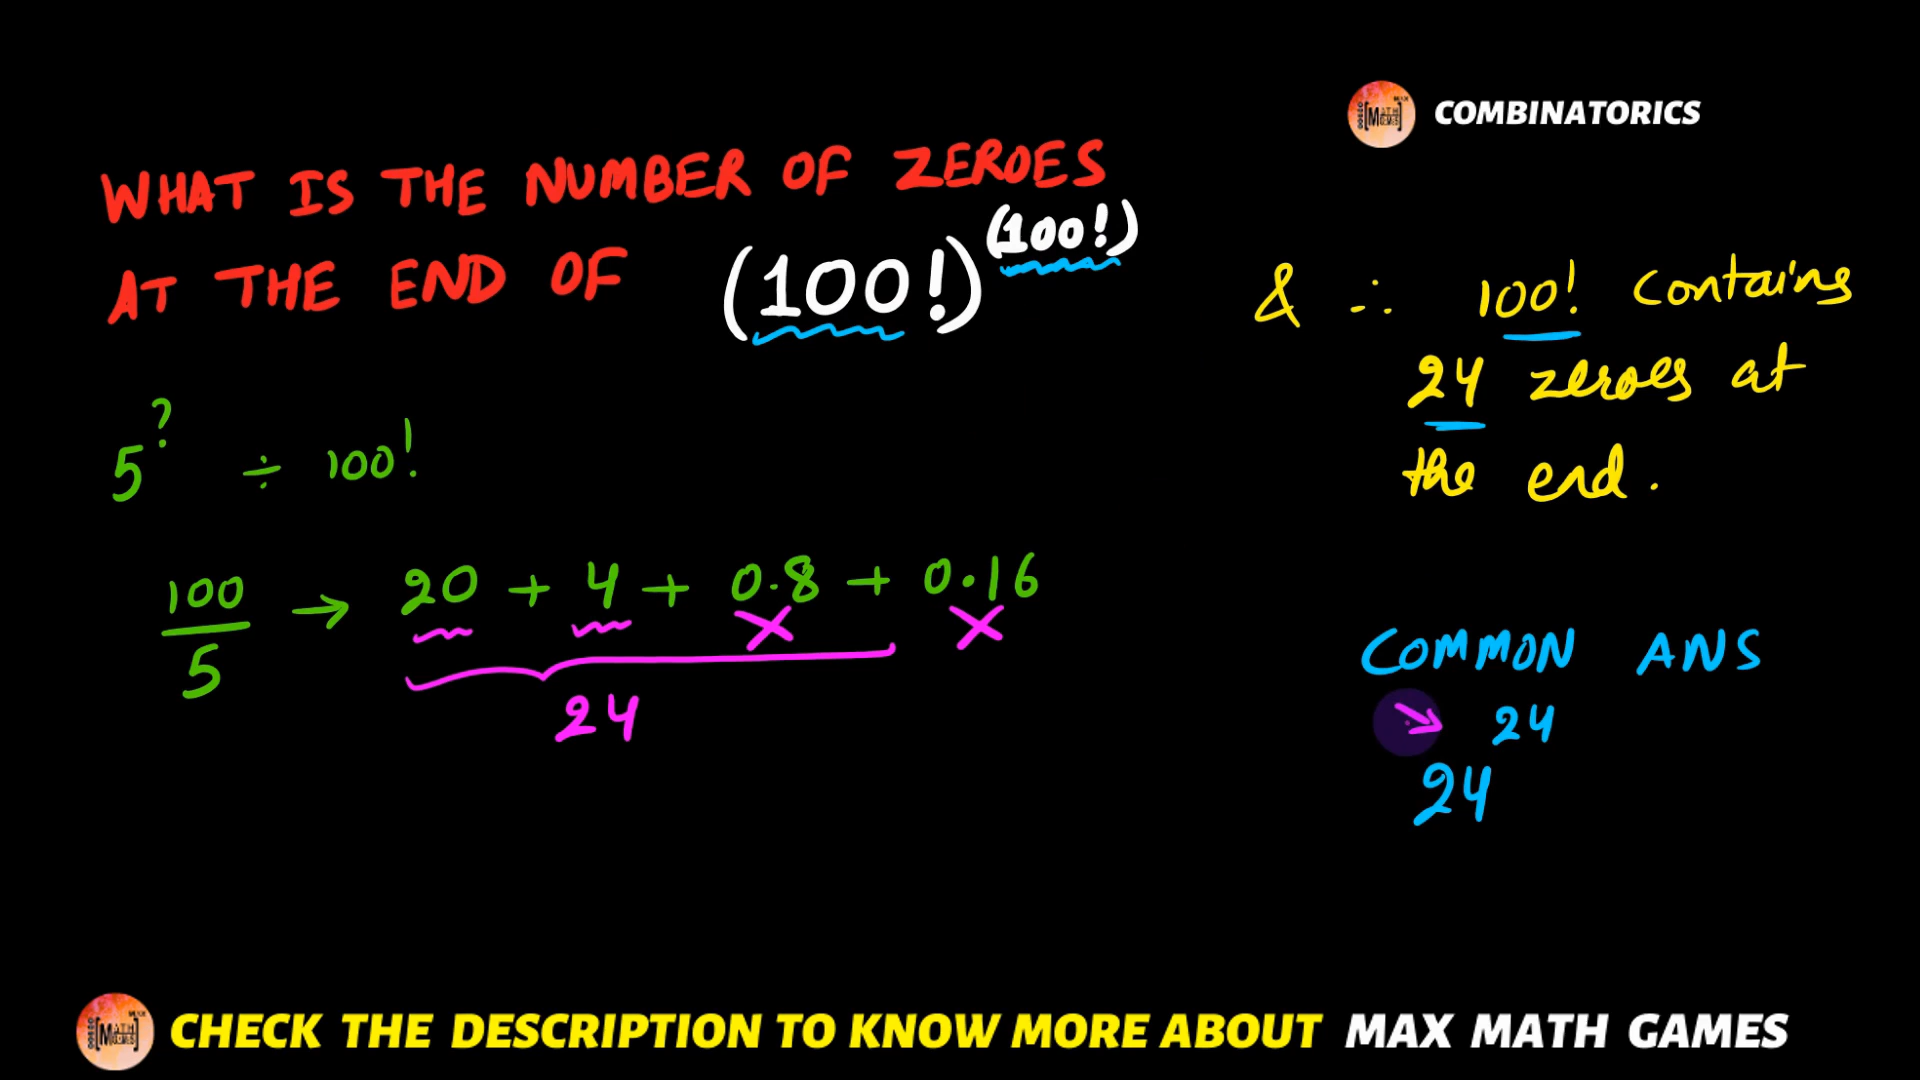 COMBINATORICS
WHAT IS THE NUMBER OF ZEROES
AT THE END OF (100!)^(100!)
& ∴ 100! contains
24 zeroes at
the end.
5^? ÷ 100!
100/5 → 20 + 4 + 0.8 + 0.16
24
COMMON ANS
→ 24^24
CHECK THE DESCRIPTION TO KNOW MORE ABOUT MAX MATH GAMES